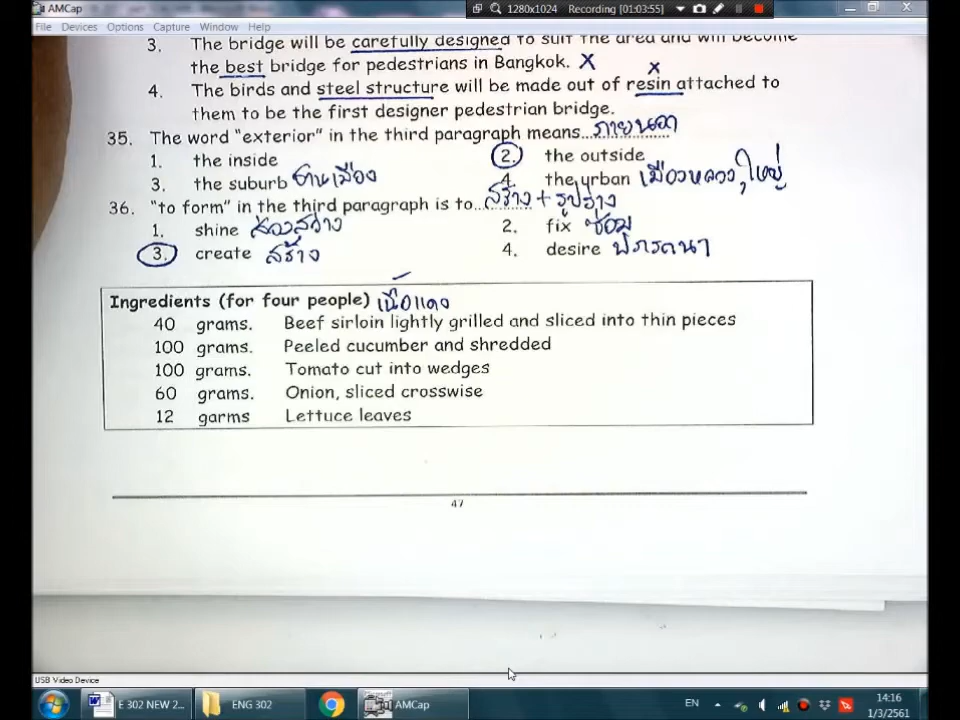 AMCap
1280x1024 Recording [01:03:55]
File Devices Options Capture Window Help
3. The bridge will be carefully designed to suit the area and will become
the best bridge for pedestrians in Bangkok. X
X
4. The birds and steel structure will be made out of resin attached to
them to be the first designer pedestrian bridge.
35. The word "exterior" in the third paragraph means...ภายนอก
1. the inside 2. the outside
3. the suburb ชานเมือง 4. the urban เมืองหลวง, ใหญ่
36. "to form" in the third paragraph is to...สร้าง + รูปร่าง
1. shine ส่องสว่าง 2. fix ซ่อม
3. create สร้าง 4. desire ปรารถนา
Ingredients (for four people) เนื้อแดง
40 grams. Beef sirloin lightly grilled and sliced into thin pieces
100 grams. Peeled cucumber and shredded
100 grams. Tomato cut into wedges
60 grams. Onion, sliced crosswise
12 garms Lettuce leaves
47
USB Video Device
E 302 NEW 2... ENG 302 AMCap EN 14:16
1/3/2561